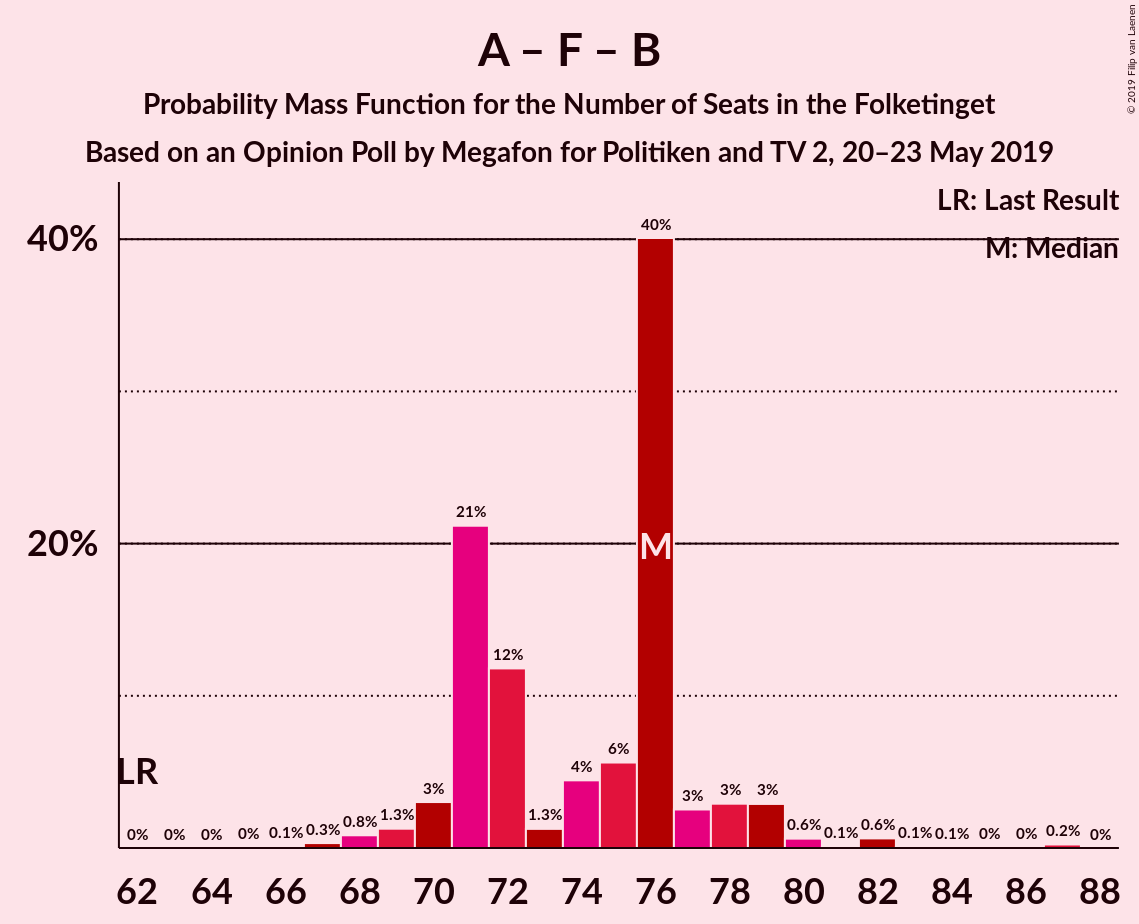 A – F – B
Probability Mass Function for the Number of Seats in the Folketinget
Based on an Opinion Poll by Megafon for Politiken and TV 2, 20–23 May 2019
© 2019 Filip van Laenen
LR: Last Result
M: Median
40%
20%
40%
21%
12%
M
LR
0% 0% 0% 0% 0.1% 0.3% 0.8% 1.3% 3% 1.3% 4% 6% 3% 3% 3% 0.6% 0.1% 0.6% 0.1% 0.1% 0% 0% 0.2% 0%
62 64 66 68 70 72 74 76 78 80 82 84 86 88